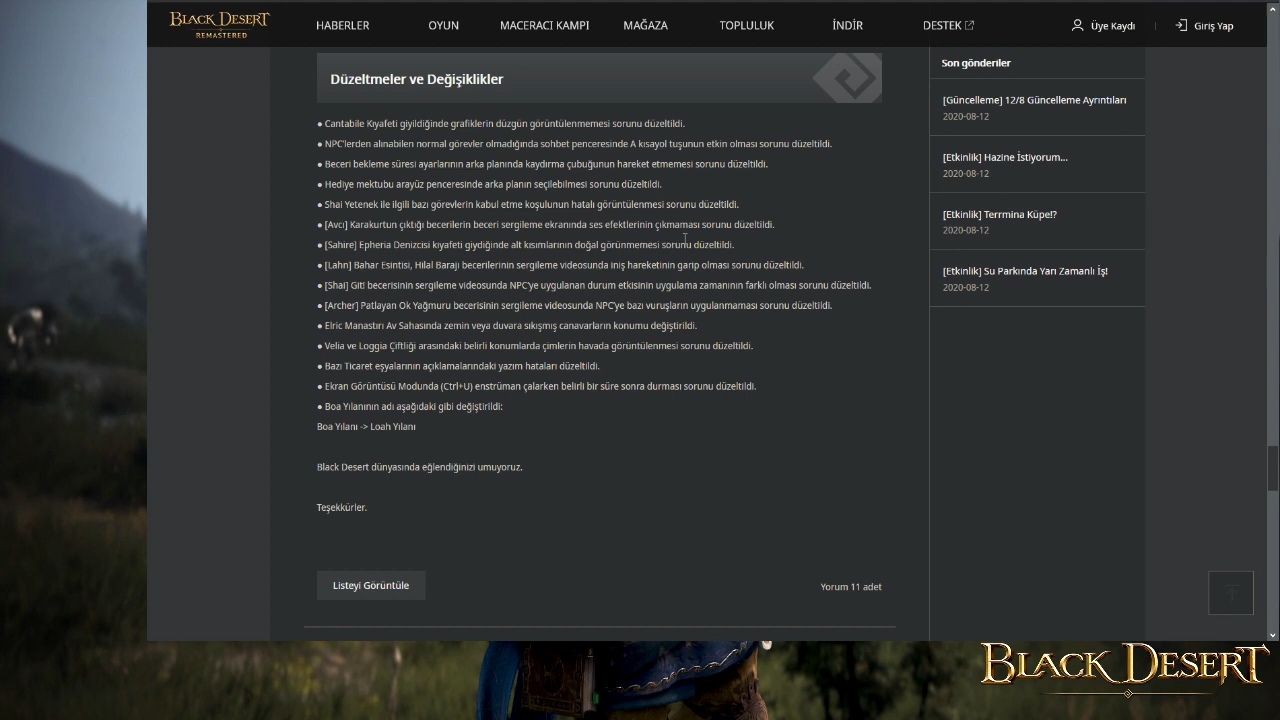 BLACK DESERT
REMASTERED
HABERLER
OYUN
MACERACI KAMPI
MAĞAZA
TOPLULUK
İNDİR
DESTEK
Üye Kaydı
Giriş Yap
Düzeltmeler ve Değişiklikler
● Cantabile Kıyafeti giyildiğinde grafiklerin düzgün görüntülenmemesi sorunu düzeltildi.
● NPC'lerden alınabilen normal görevler olmadığında sohbet penceresinde A kısayol tuşunun etkin olması sorunu düzeltildi.
● Beceri bekleme süresi ayarlarının arka planında kaydırma çubuğunun hareket etmemesi sorunu düzeltildi.
● Hediye mektubu arayüz penceresinde arka planın seçilebilmesi sorunu düzeltildi.
● Shai Yetenek ile ilgili bazı görevlerin kabul etme koşulunun hatalı görüntülenmesi sorunu düzeltildi.
● [Avcı] Karakurtun çıktığı becerilerin beceri sergileme ekranında ses efektlerinin çıkmaması sorunu düzeltildi.
● [Sahire] Epheria Denizcisi kıyafeti giydiğinde alt kısımlarının doğal görünmemesi sorunu düzeltildi.
● [Lahn] Bahar Esintisi, Hilal Barajı becerilerinin sergileme videosunda iniş hareketinin garip olması sorunu düzeltildi.
● [Shai] Git! becerisinin sergileme videosunda NPC'ye uygulanan durum etkisinin uygulama zamanının farklı olması sorunu düzeltildi.
● [Archer] Patlayan Ok Yağmuru becerisinin sergileme videosunda NPC'ye bazı vuruşların uygulanmaması sorunu düzeltildi.
● Elric Manastırı Av Sahasında zemin veya duvara sıkışmış canavarların konumu değiştirildi.
● Velia ve Loggia Çiftliği arasındaki belirli konumlarda çimlerin havada görüntülenmesi sorunu düzeltildi.
● Bazı Ticaret eşyalarının açıklamalarındaki yazım hataları düzeltildi.
● Ekran Görüntüsü Modunda (Ctrl+U) enstrüman çalarken belirli bir süre sonra durması sorunu düzeltildi.
● Boa Yılanının adı aşağıdaki gibi değiştirildi:
Boa Yılanı -> Loah Yılanı
Black Desert dünyasında eğlendiğinizi umuyoruz.
Teşekkürler.
Listeyi Görüntüle
Yorum 11 adet
Son gönderiler
[Güncelleme] 12/8 Güncelleme Ayrıntıları
2020-08-12
[Etkinlik] Hazine İstiyorum...
2020-08-12
[Etkinlik] Terrmina Küpe!?
2020-08-12
[Etkinlik] Su Parkında Yarı Zamanlı İş!
2020-08-12
BLACK DESERT